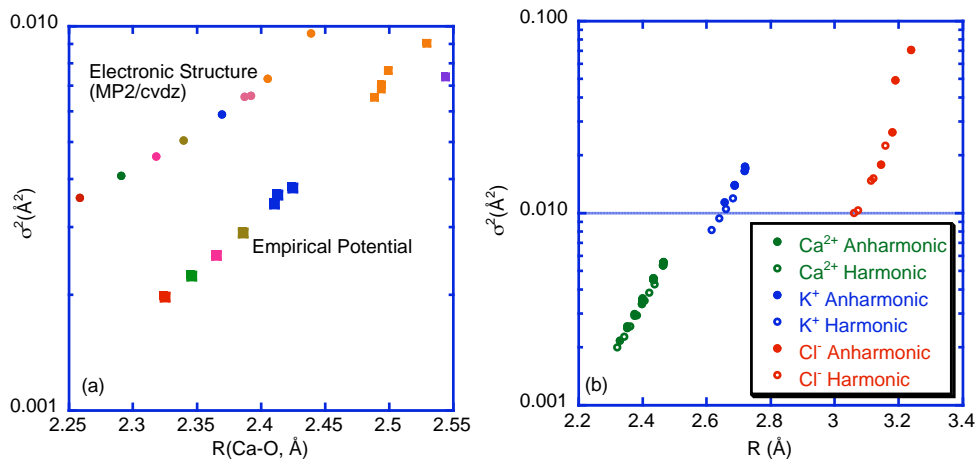 0.010
Electronic Structure
(MP2/cvdz)
σ²(Å²)
Empirical Potential
(a)
0.001
2.25 2.3 2.35 2.4 2.45 2.5 2.55
R(Ca-O, Å)
0.100
σ²(Å²)
0.010
Ca²⁺ Anharmonic
Ca²⁺ Harmonic
K⁺ Anharmonic
K⁺ Harmonic
Cl⁻ Anharmonic
Cl⁻ Harmonic
(b)
0.001
2.2 2.4 2.6 2.8 3 3.2 3.4
R (Å)